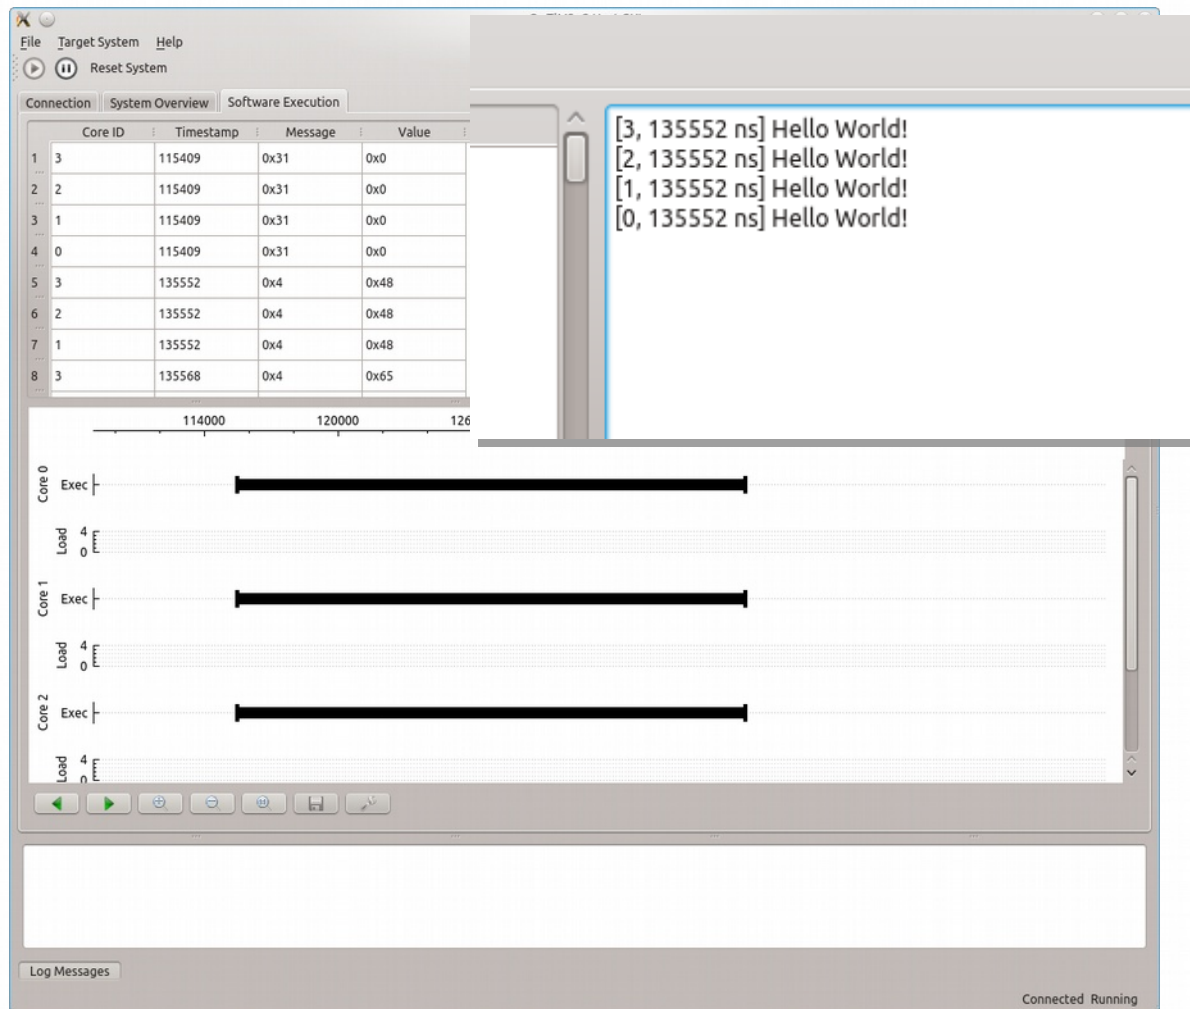 File Target System Help
Reset System
Connection System Overview Software Execution
Core ID Timestamp Message Value
1 3 115409 0x31 0x0
2 2 115409 0x31 0x0
3 1 115409 0x31 0x0
4 0 115409 0x31 0x0
5 3 135552 0x4 0x48
6 2 135552 0x4 0x48
7 1 135552 0x4 0x48
8 3 135568 0x4 0x65
[3, 135552 ns] Hello World!
[2, 135552 ns] Hello World!
[1, 135552 ns] Hello World!
[0, 135552 ns] Hello World!
114000 120000 126
Core 0 Exec
Load 4 0
Core 1 Exec
Load 4 0
Core 2 Exec
Load 4 0
Log Messages
Connected Running